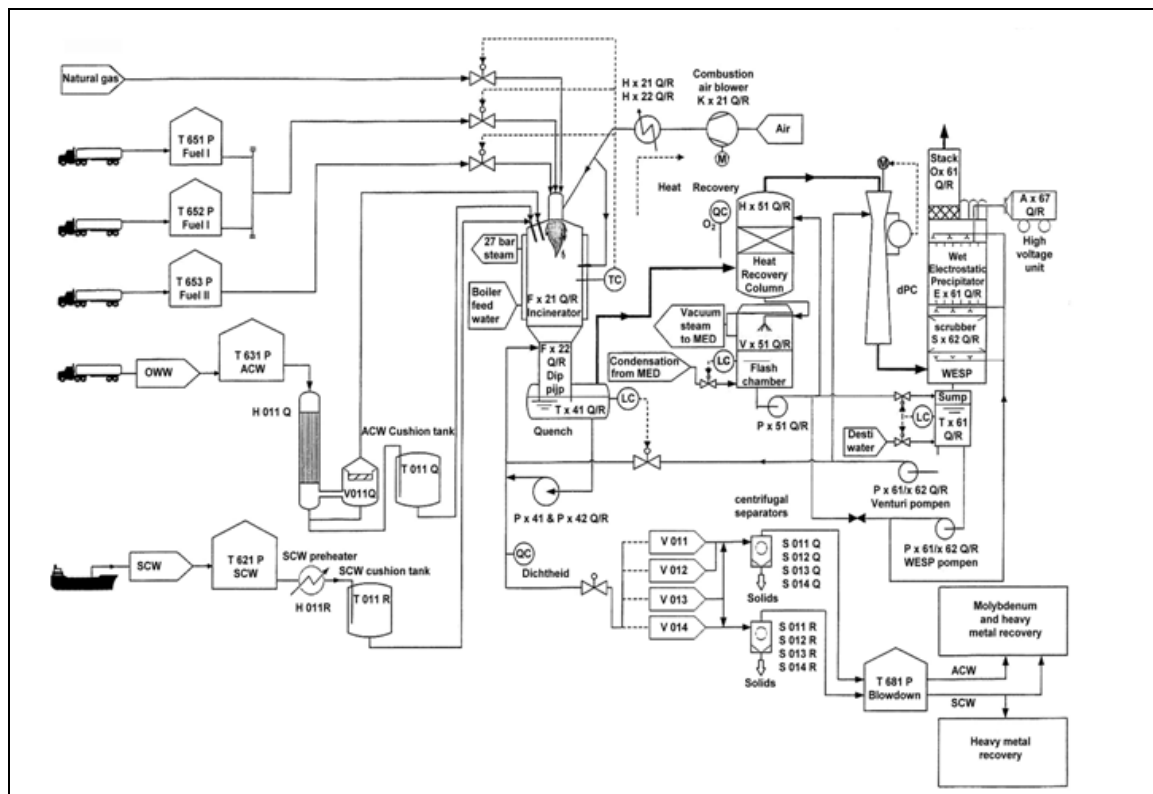 Natural gas
T 651 P
Fuel I
T 652 P
Fuel I
T 653 P
Fuel II
OWW
T 631 P
ACW
H 011 Q
V011Q
ACW Cushion tank
T 011 Q
SCW
T 621 P
SCW
SCW preheater
H 011R
SCW cushion tank
T 011 R
27 bar
steam
Boiler
feed
water
F x 21 Q/R
Incinerator
TC
F x 22
Q/R
Dip
pijp
T x 41 Q/R
Quench
LC
P x 41 & P x 42 Q/R
QC
Dichtheid
H x 21 Q/R
H x 22 Q/R
Combustion
air blower
K x 21 Q/R
M
Air
Heat Recovery
QC
O2
H x 51 Q/R
Heat
Recovery
Column
Vacuum
steam
to MED
V x 51 Q/R
LC
Condensation
from MED
Flash
chamber
P x 51 Q/R
M
dPC
Stack
Ox 61
Q/R
A x 67
Q/R
High
voltage
unit
Wet
Electrostatic
Precipitator
E x 61 Q/R
scrubber
S x 62 Q/R
WESP
Sump
T x 61
Q/R
LC
Desti
water
P x 61/x 62 Q/R
Venturi pompen
P x 61/x 62 Q/R
WESP pompen
centrifugal
separators
V 011
V 012
V 013
V 014
S 011 Q
S 012 Q
S 013 Q
S 014 Q
Solids
S 011 R
S 012 R
S 013 R
S 014 R
Solids
T 681 P
Blowdown
ACW
SCW
Molybdenum
and heavy
metal recovery
Heavy metal
recovery